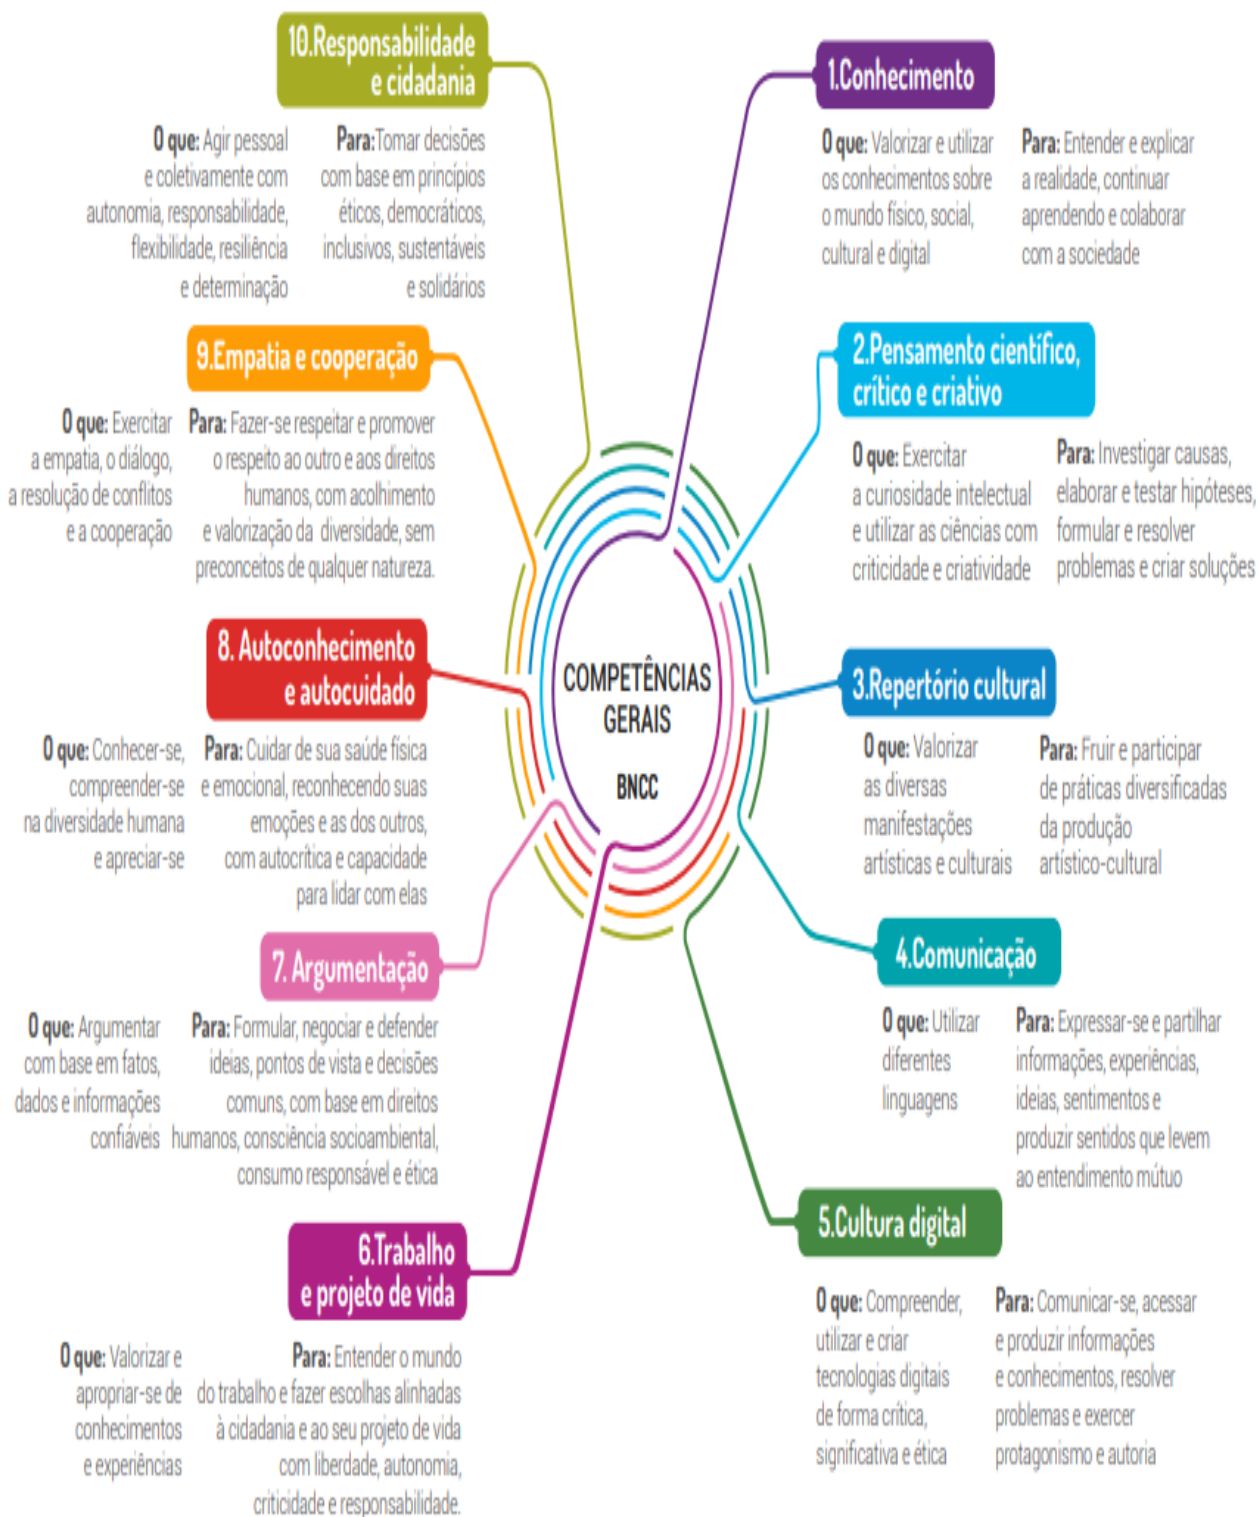 COMPETÊNCIAS
GERAIS
BNCC
1.Conhecimento
O que: Valorizar e utilizar
os conhecimentos sobre
o mundo físico, social,
cultural e digital
Para: Entender e explicar
a realidade, continuar
aprendendo e colaborar
com a sociedade
2.Pensamento científico,
crítico e criativo
O que: Exercitar
a curiosidade intelectual
e utilizar as ciências com
criticidade e criatividade
Para: Investigar causas,
elaborar e testar hipóteses,
formular e resolver
problemas e criar soluções
3.Repertório cultural
O que: Valorizar
as diversas
manifestações
artísticas e culturais
Para: Fruir e participar
de práticas diversificadas
da produção
artístico-cultural
4.Comunicação
O que: Utilizar
diferentes
linguagens
Para: Expressar-se e partilhar
informações, experiências,
ideias, sentimentos e
produzir sentidos que levem
ao entendimento mútuo
5.Cultura digital
O que: Compreender,
utilizar e criar
tecnologias digitais
de forma crítica,
significativa e ética
Para: Comunicar-se, acessar
e produzir informações
e conhecimentos, resolver
problemas e exercer
protagonismo e autoria
6.Trabalho
e projeto de vida
O que: Valorizar e
apropriar-se de
conhecimentos
e experiências
Para: Entender o mundo
do trabalho e fazer escolhas alinhadas
à cidadania e ao seu projeto de vida
com liberdade, autonomia,
criticidade e responsabilidade.
7. Argumentação
O que: Argumentar
com base em fatos,
dados e informações
confiáveis
Para: Formular, negociar e defender
ideias, pontos de vista e decisões
comuns, com base em direitos
humanos, consciência socioambiental,
consumo responsável e ética
8. Autoconhecimento
e autocuidado
O que: Conhecer-se,
compreender-se
na diversidade humana
e apreciar-se
Para: Cuidar de sua saúde física
e emocional, reconhecendo suas
emoções e as dos outros,
com autocrítica e capacidade
para lidar com elas
9.Empatia e cooperação
O que: Exercitar
a empatia, o diálogo,
a resolução de conflitos
e a cooperação
Para: Fazer-se respeitar e promover
o respeito ao outro e aos direitos
humanos, com acolhimento
e valorização da diversidade, sem
preconceitos de qualquer natureza.
10.Responsabilidade
e cidadania
O que: Agir pessoal
e coletivamente com
autonomia, responsabilidade,
flexibilidade, resiliência
e determinação
Para:Tomar decisões
com base em princípios
éticos, democráticos,
inclusivos, sustentáveis
e solidários